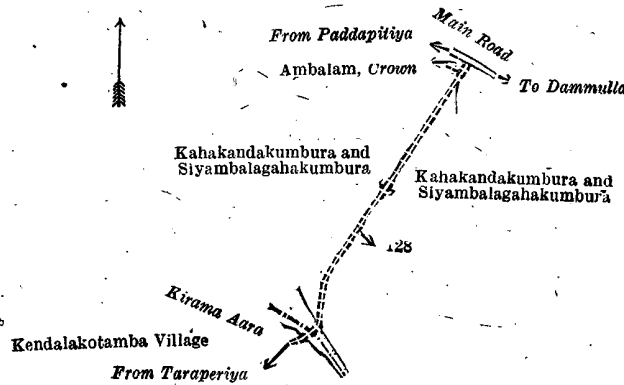 Main Road
From Paddapitiya
Ambalam, Crown
To Dammulla
Kahakandakumbura and
Siyambalagahakumbura
Kahakandakumbura and
Siyambalagahakumbura
128
Kirama Aara
Kendalakotamba Village
From Taraperiya